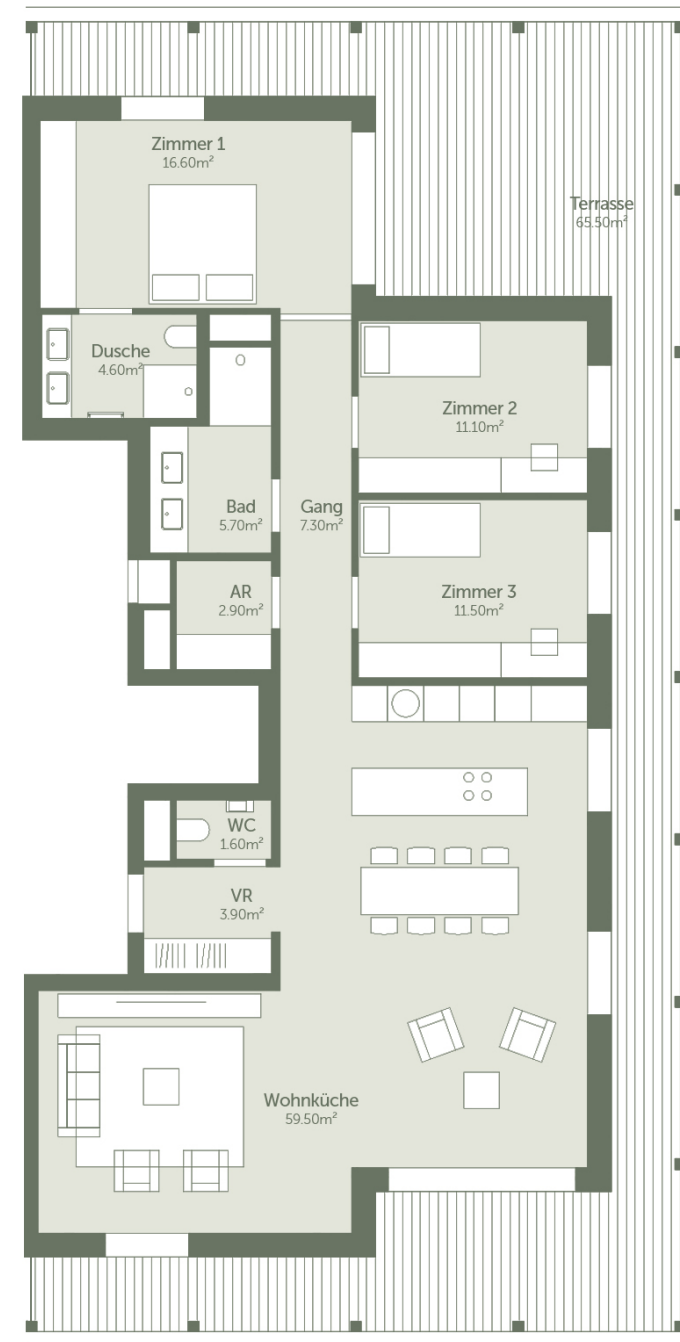 Zimmer 1
16.60m²
Terrasse
65.50m²
Dusche
4.60m²
Zimmer 2
11.10m²
Bad
5.70m²
Gang
7.30m²
AR
2.90m²
Zimmer 3
11.50m²
WC
1.60m²
VR
3.90m²
Wohnküche
59.50m²